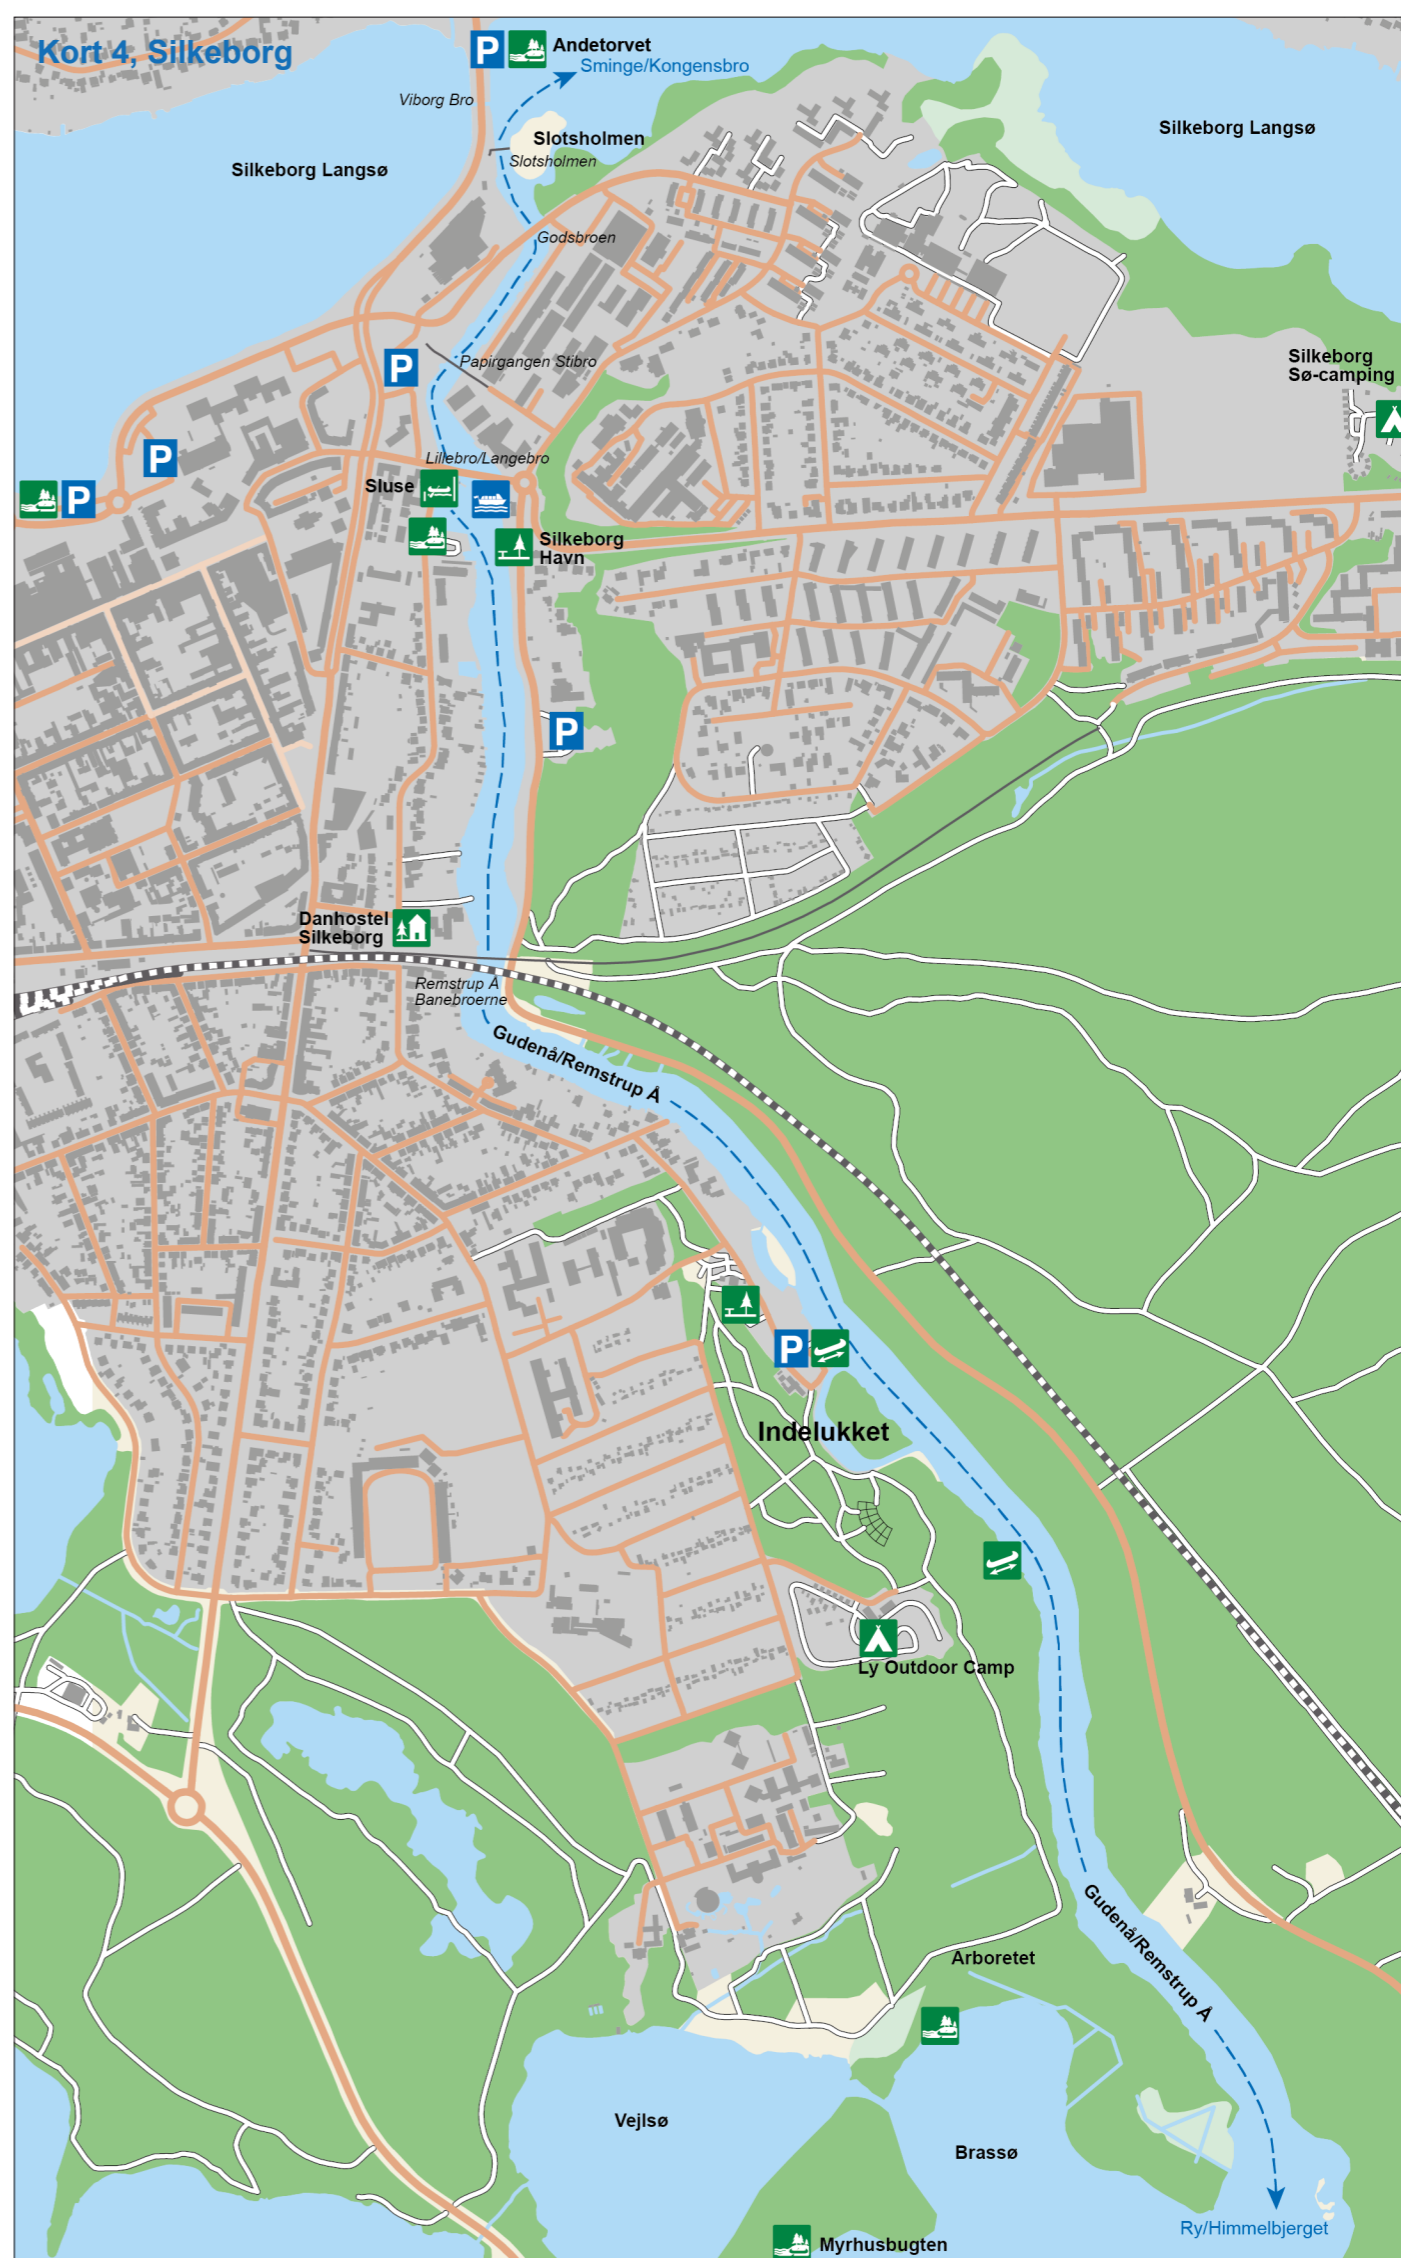 Kort 4, Silkeborg
P
Andetorvet
Sminge/Kongensbro
Viborg Bro
Slotsholmen
Slotsholmen
Silkeborg Langsø
Silkeborg Langsø
Godsbroen
Papirgangen Stibro
P
Silkeborg
Sø-camping
P
Lillebro/Langebro
Sluse
P
Silkeborg
Havn
P
Danhostel
Silkeborg
Remstrup Å
Banebroerne
Gudenå/Remstrup Å
P
Indelukket
Ly Outdoor Camp
Gudenå/Remstrup Å
Arboretet
Vejlsø
Brassø
Ry/Himmelbjerget
Myrhusbugten